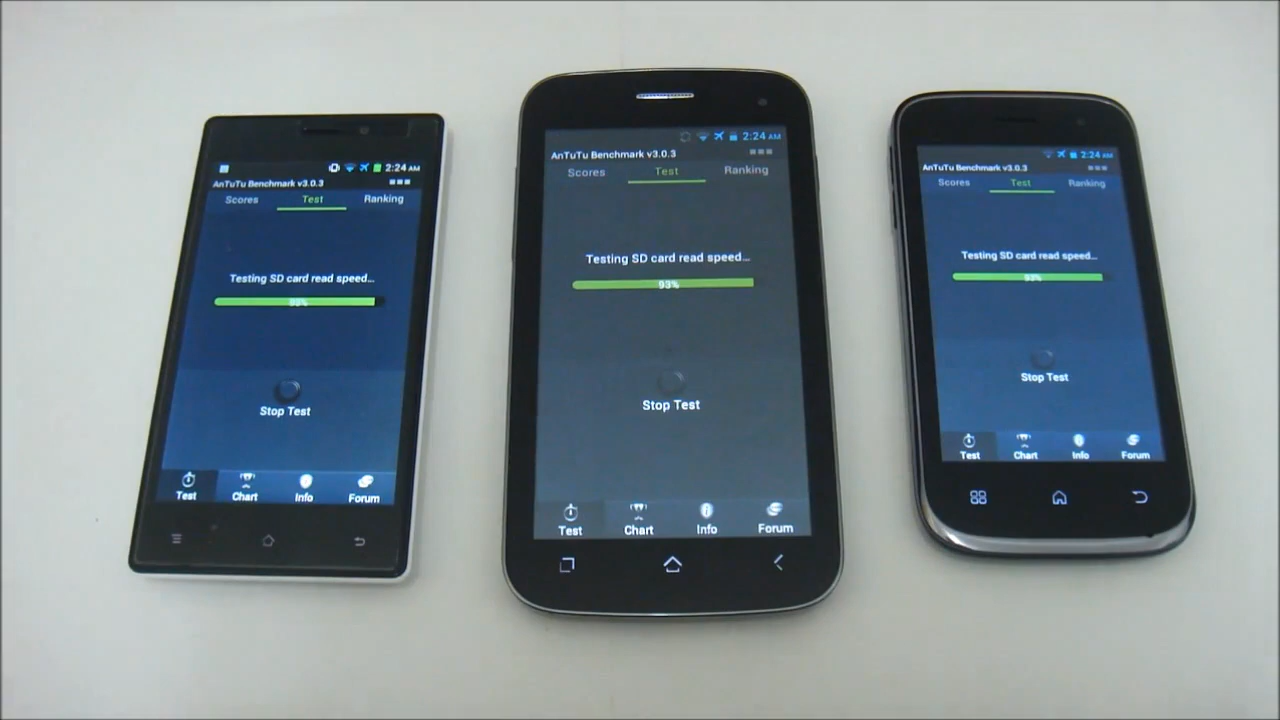 2:24 AM
AnTuTu Benchmark v3.0.3
Scores Test Ranking
Testing SD card read speed...
93%
Stop Test
Test Chart Info Forum
2:24 AM
AnTuTu Benchmark v3.0.3
Scores Test Ranking
Testing SD card read speed...
93%
Stop Test
Test Chart Info Forum
2:24 AM
AnTuTu Benchmark v3.0.3
Scores Test Ranking
Testing SD card read speed...
93%
Stop Test
Test Chart Info Forum